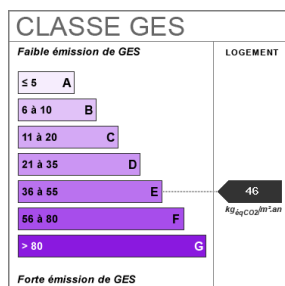 CLASSE GES
Faible émission de GES
LOGEMENT
≤ 5 A
6 à 10 B
11 à 20 C
21 à 35 D
36 à 55 E
46
kgéqCO2/m².an
56 à 80 F
> 80 G
Forte émission de GES